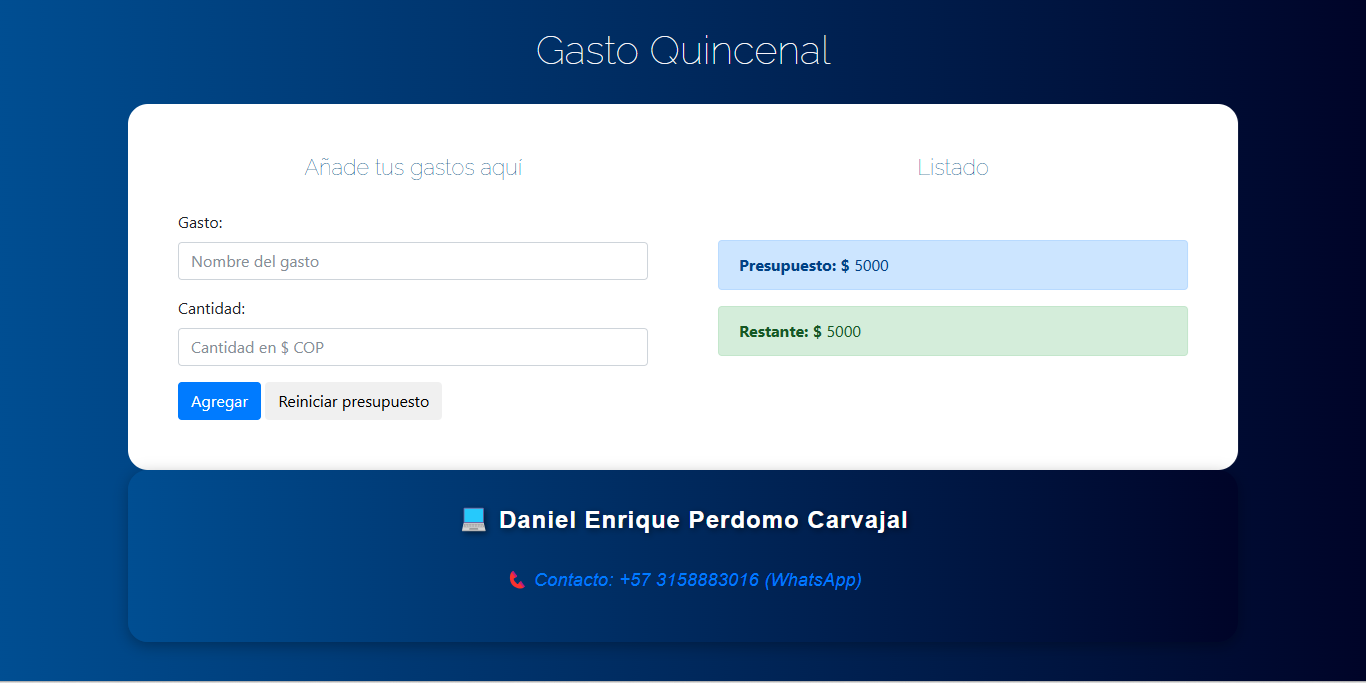 Gasto Quincenal
Añade tus gastos aquí
Gasto:
Nombre del gasto
Cantidad:
Cantidad en $ COP
Agregar
Reiniciar presupuesto
Listado
Presupuesto: $ 5000
Restante: $ 5000
Daniel Enrique Perdomo Carvajal
Contacto: +57 3158883016 (WhatsApp)